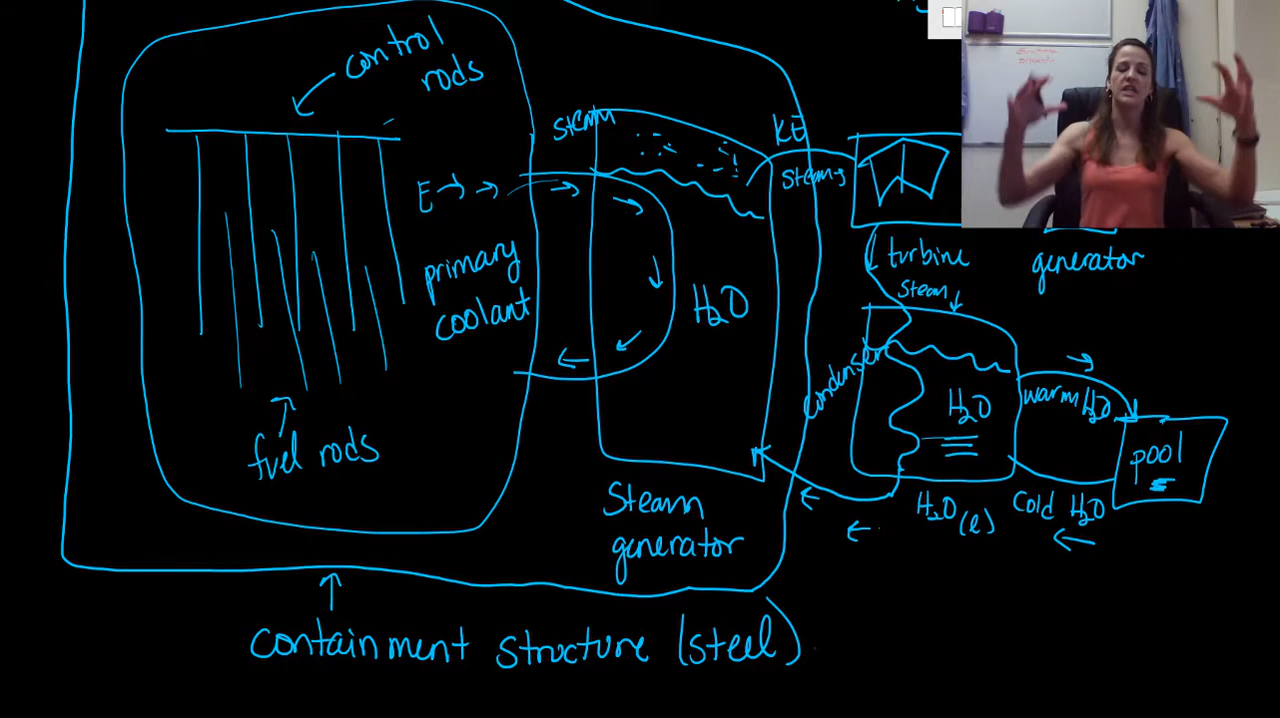 control
rods
steam
KE
E→→
steam→
primary
coolant
H₂O
turbine
generator
steam
condenser
H₂O
warm H₂O
pool
fuel rods
Steam
generator
H₂O(l)
Cold H₂O
containment structure (steel)